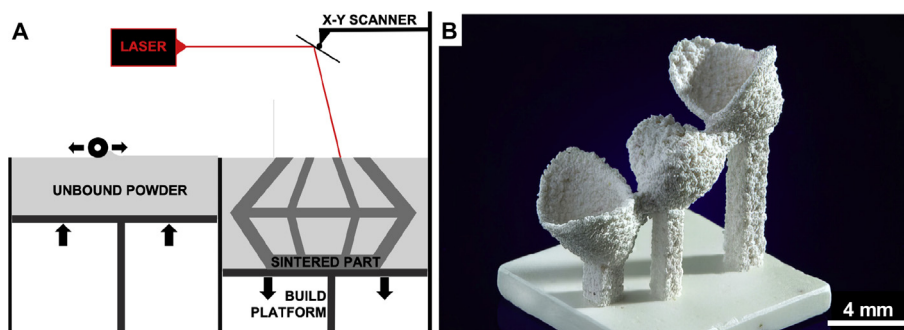 A
LASER
X-Y SCANNER
UNBOUND POWDER
SINTERED PART
BUILD
PLATFORM
B
4 mm